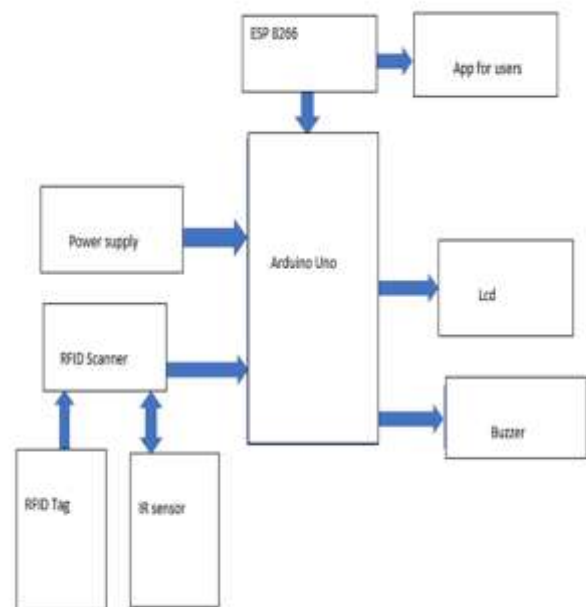 ESP 8266
App for users
Power supply
Arduino Uno
Lcd
RFID Scanner
Buzzer
RFID Tag
IR sensor